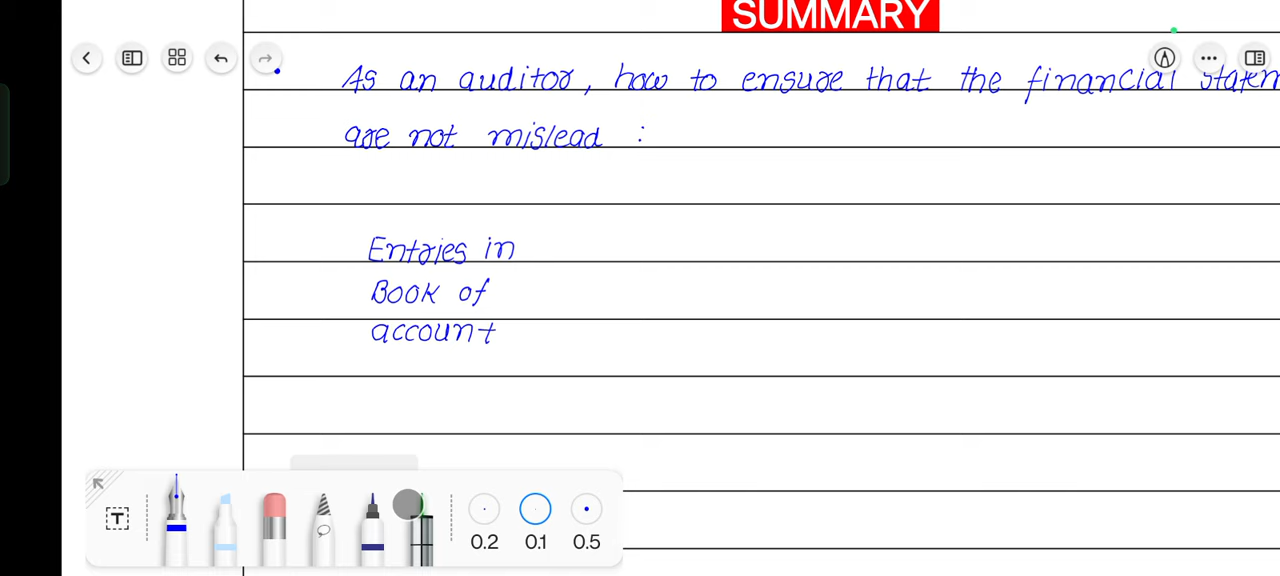 SUMMARY
As an auditor, how to ensure that the financial statem
are not mislead :
Entries in
Book of
account
T
0.2 0.1 0.5